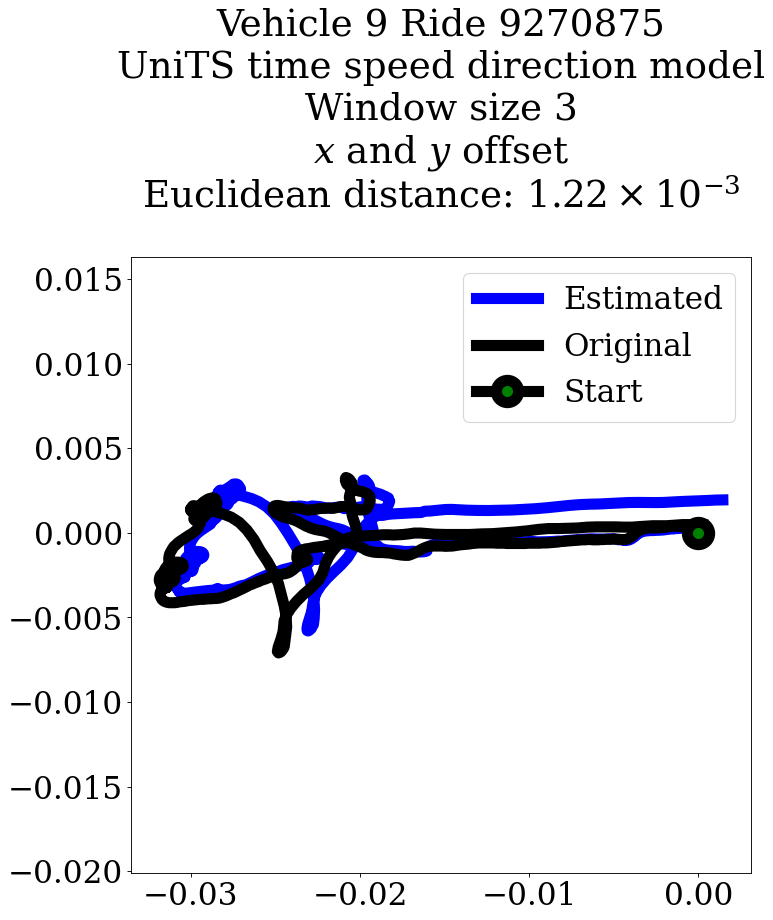 Vehicle 9 Ride 9270875
UniTS time speed direction model
Window size 3
x and y offset
Euclidean distance: 1.22 × 10⁻³
Estimated
Original
Start
0.015
0.010
0.005
0.000
−0.005
−0.010
−0.015
−0.020
−0.03 −0.02 −0.01 0.00